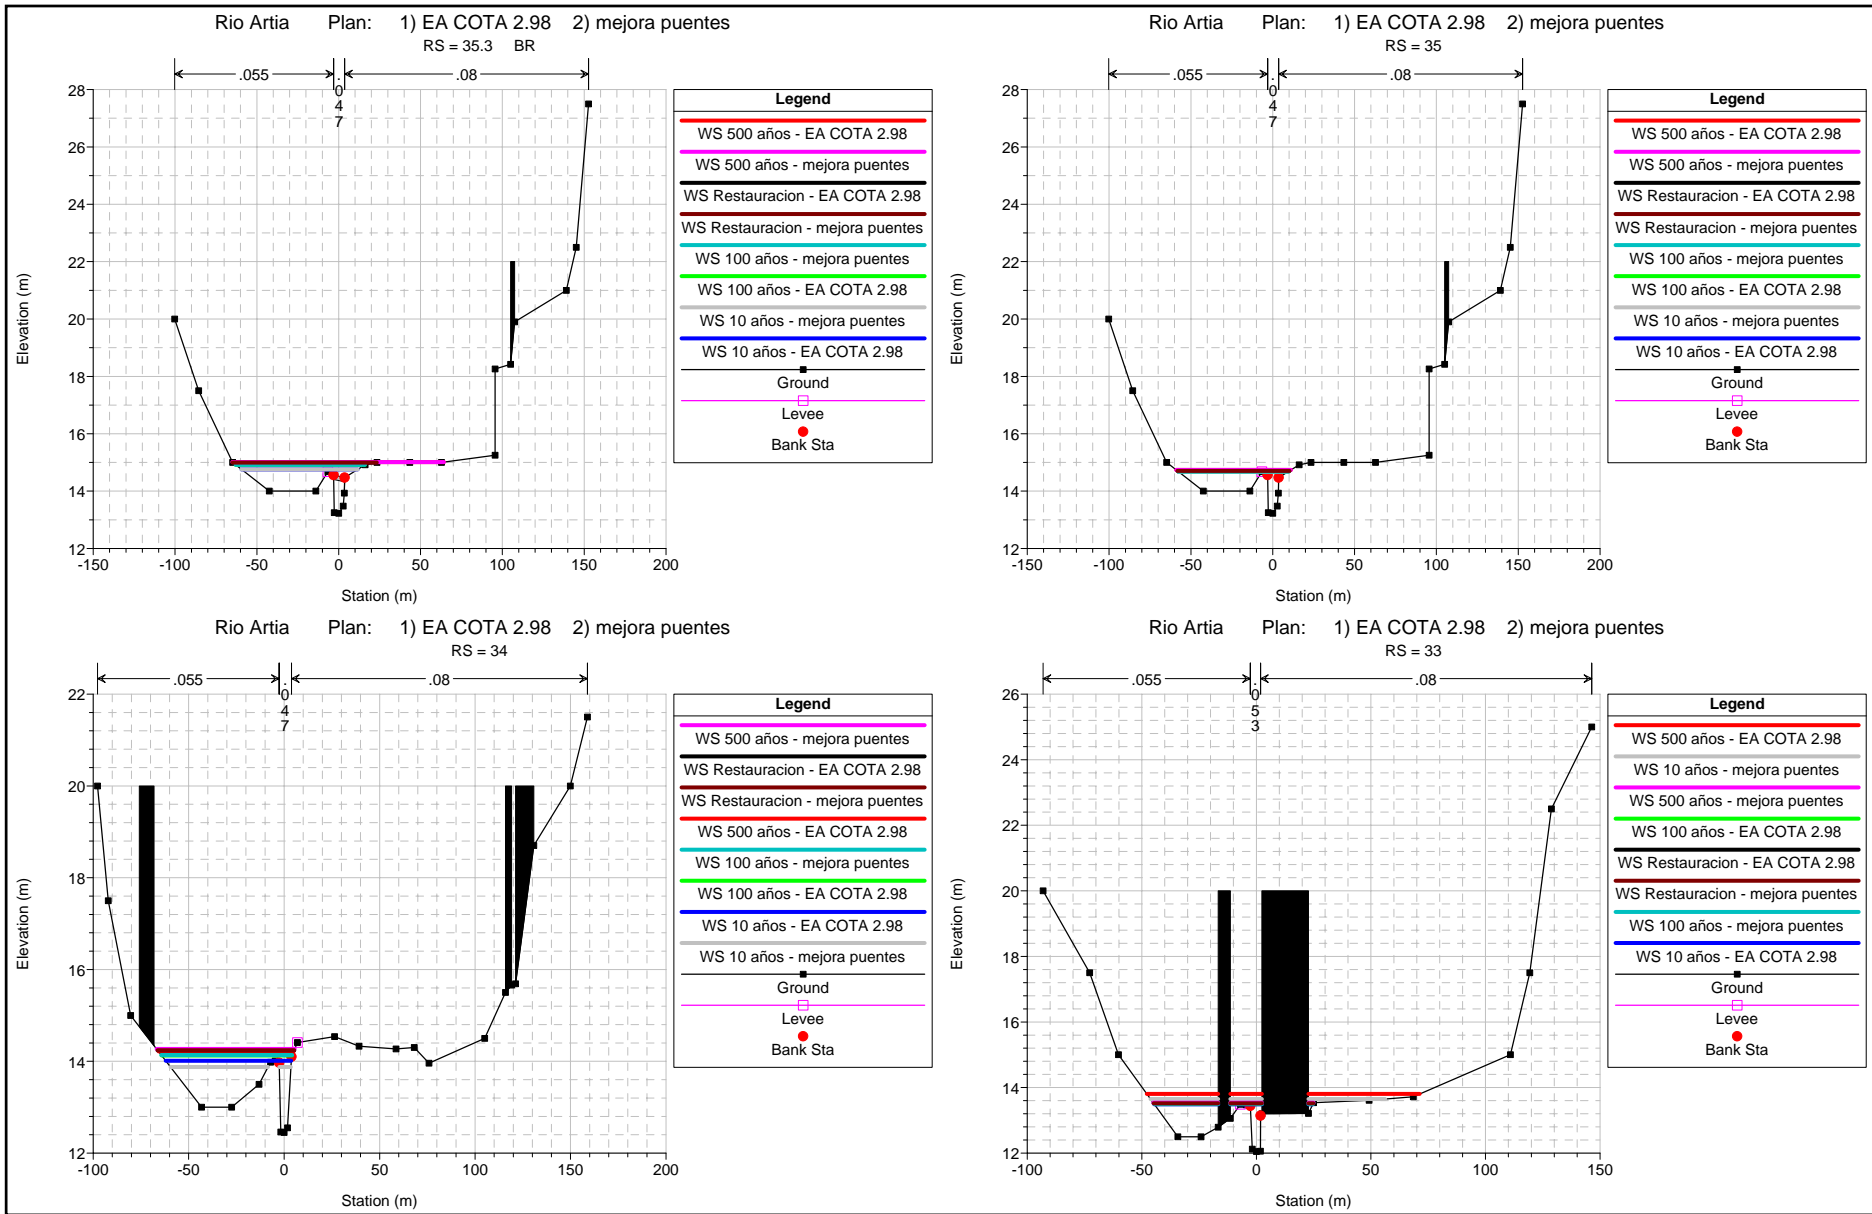 Rio Artia Plan: 1) EA COTA 2.98 2) mejora puentes
RS = 35.3 BR
.055
.047
.08
28
26
24
22
20
18
16
14
12
-150
-100
-50
0
50
100
150
200
Elevation (m)
Station (m)
Legend
WS 500 años - EA COTA 2.98
WS 500 años - mejora puentes
WS Restauracion - EA COTA 2.98
WS Restauracion - mejora puentes
WS 100 años - mejora puentes
WS 100 años - EA COTA 2.98
WS 10 años - mejora puentes
WS 10 años - EA COTA 2.98
Ground
Levee
Bank Sta
Rio Artia Plan: 1) EA COTA 2.98 2) mejora puentes
RS = 35
.055
.047
.08
28
26
24
22
20
18
16
14
12
-150
-100
-50
0
50
100
150
200
Elevation (m)
Station (m)
Legend
WS 500 años - EA COTA 2.98
WS 500 años - mejora puentes
WS Restauracion - EA COTA 2.98
WS Restauracion - mejora puentes
WS 100 años - mejora puentes
WS 100 años - EA COTA 2.98
WS 10 años - mejora puentes
WS 10 años - EA COTA 2.98
Ground
Levee
Bank Sta
Rio Artia Plan: 1) EA COTA 2.98 2) mejora puentes
RS = 34
.055
.047
.08
22
20
18
16
14
12
-100
-50
0
50
100
150
200
Elevation (m)
Station (m)
Legend
WS 500 años - mejora puentes
WS Restauracion - EA COTA 2.98
WS Restauracion - mejora puentes
WS 500 años - EA COTA 2.98
WS 100 años - mejora puentes
WS 100 años - EA COTA 2.98
WS 10 años - EA COTA 2.98
WS 10 años - mejora puentes
Ground
Levee
Bank Sta
Rio Artia Plan: 1) EA COTA 2.98 2) mejora puentes
RS = 33
.055
.053
.08
26
24
22
20
18
16
14
12
-100
-50
0
50
100
150
Elevation (m)
Station (m)
Legend
WS 500 años - EA COTA 2.98
WS 10 años - mejora puentes
WS 500 años - mejora puentes
WS 100 años - EA COTA 2.98
WS Restauracion - EA COTA 2.98
WS Restauracion - mejora puentes
WS 100 años - mejora puentes
WS 10 años - EA COTA 2.98
Ground
Levee
Bank Sta